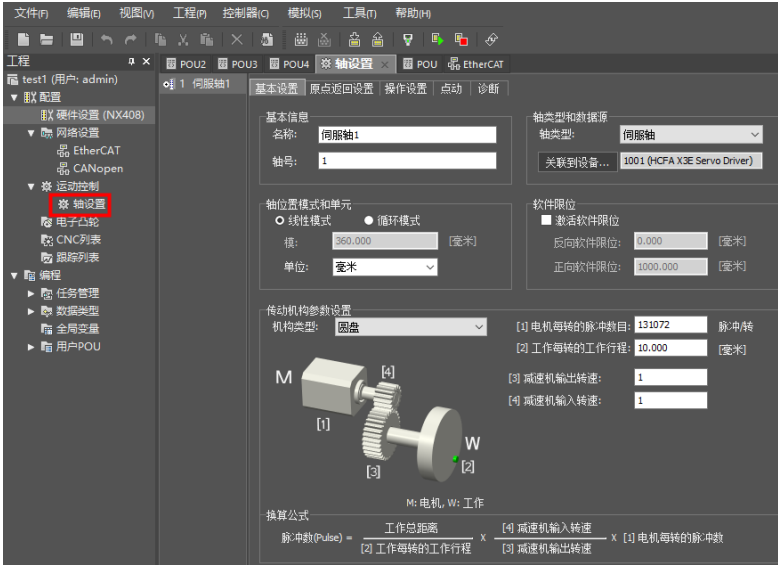 文件(F) 编辑(E) 视图(V) 工程(P) 控制器(C) 模拟(S) 工具(T) 帮助(H)
工程
test1 (用户: admin)
配置
硬件设置 (NX408)
网络设置
EtherCAT
CANopen
运动控制
轴设置
电子凸轮
CNC列表
跟踪列表
编程
任务管理
数据类型
全局变量
用户POU
POU2 POU3 POU4 轴设置 POU EtherCAT
1 伺服轴1
基本设置 原点返回设置 操作设置 点动 诊断
基本信息
名称: 伺服轴1
轴号: 1
轴类型和数据源
轴类型: 伺服轴
关联到设备... 1001 (HCFA X3E Servo Driver)
轴位置模式和单元
线性模式 循环模式
模: 360.000 [毫米]
单位: 毫米
软件限位
激活软件限位
反向软件限位: 0.000 [毫米]
正向软件限位: 1000.000 [毫米]
传动机构参数设置
机构类型: 圆盘
[1] 电机每转的脉冲数目: 131072 脉冲/转
[2] 工作每转的工作行程: 10.000 [毫米]
[3] 减速机输出转速: 1
[4] 减速机输入转速: 1
M [4]
[1]
W
[3] [2]
M: 电机, W: 工作
换算公式
脉冲数(Pulse) = 工作总距离 / [2] 工作每转的工作行程 x [4] 减速机输入转速 / [3] 减速机输出转速 x [1] 电机每转的脉冲数